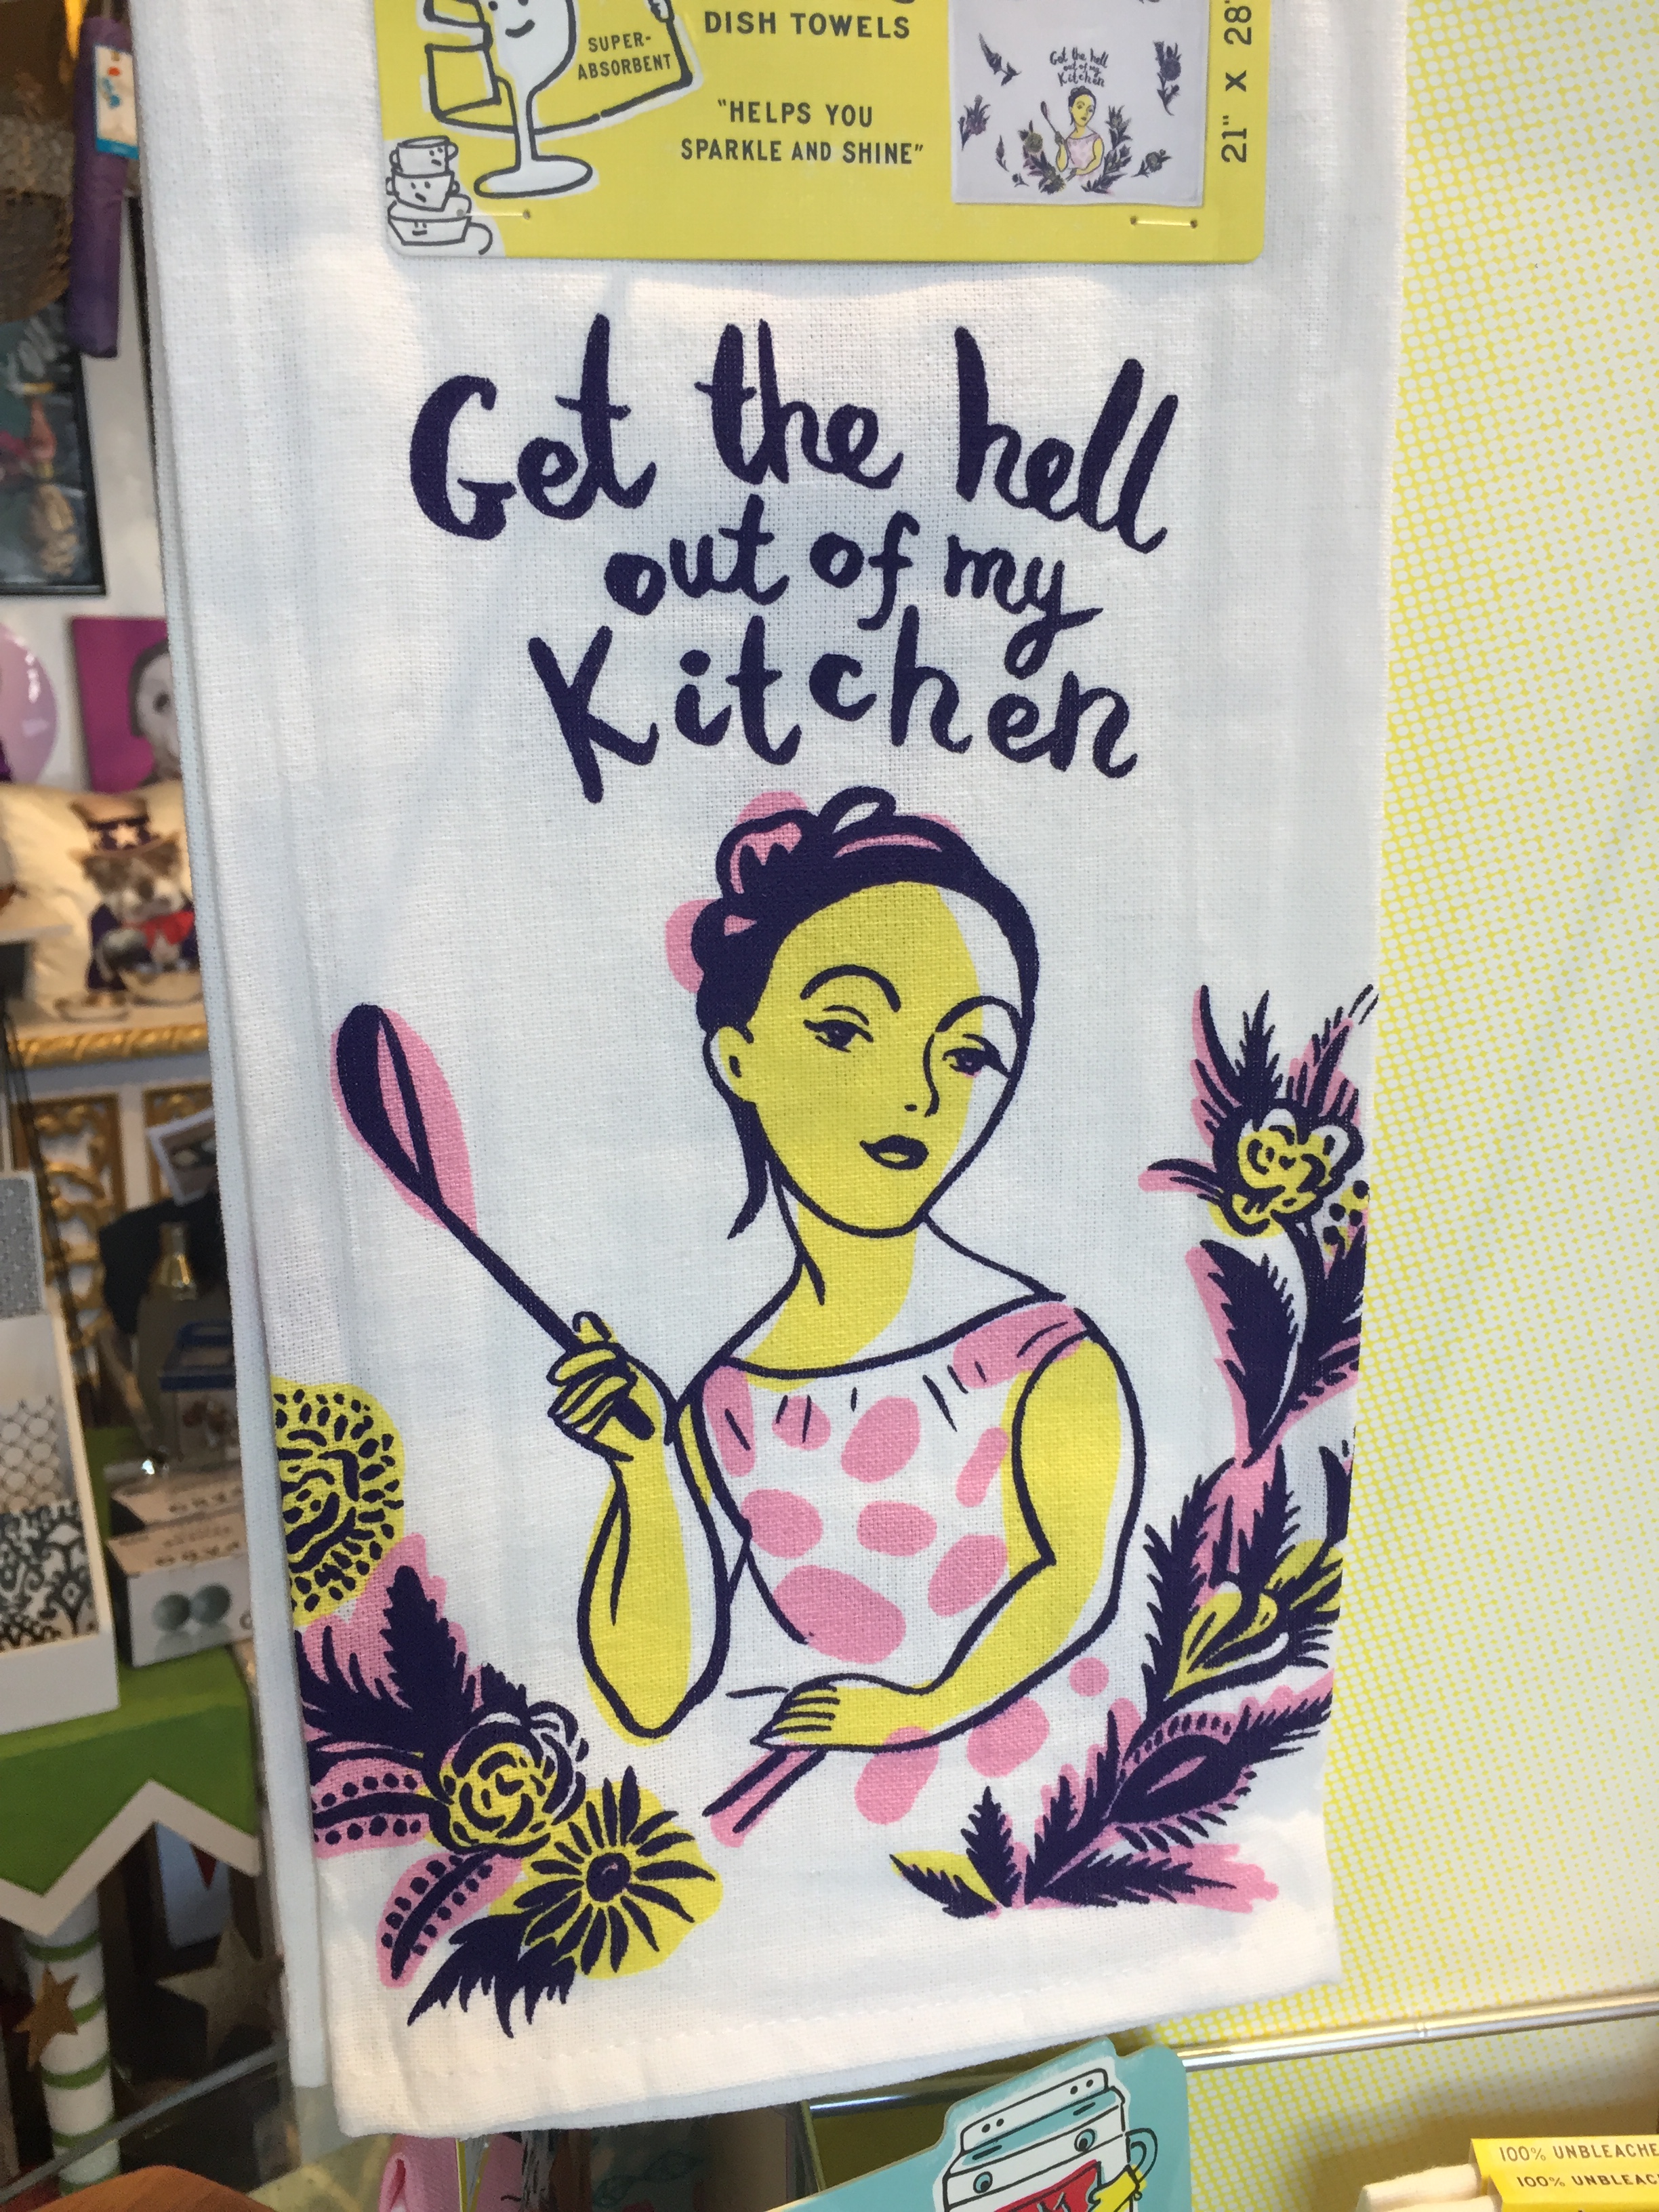 DISH TOWELS
SUPER-
ABSORBENT
"HELPS YOU
SPARKLE AND SHINE"
Get the hell
out of my
Kitchen
21" x 28"
Get the hell
out of my
Kitchen
100% UNBLEACHE
100% UNBLEAC